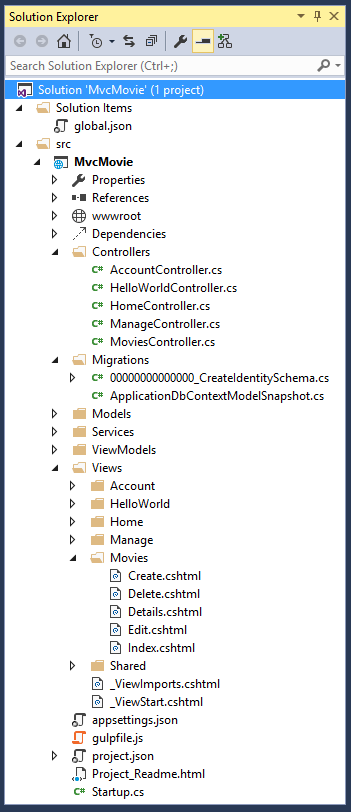 Solution Explorer
Search Solution Explorer (Ctrl+;)
Solution 'MvcMovie' (1 project)
Solution Items
global.json
src
MvcMovie
Properties
References
wwwroot
Dependencies
Controllers
C# AccountController.cs
C# HelloWorldController.cs
C# HomeController.cs
C# ManageController.cs
C# MoviesController.cs
Migrations
C# 00000000000000_CreateIdentitySchema.cs
C# ApplicationDbContextModelSnapshot.cs
Models
Services
ViewModels
Views
Account
HelloWorld
Home
Manage
Movies
Create.cshtml
Delete.cshtml
Details.cshtml
Edit.cshtml
Index.cshtml
Shared
_ViewImports.cshtml
_ViewStart.cshtml
appsettings.json
gulpfile.js
project.json
Project_Readme.html
C# Startup.cs